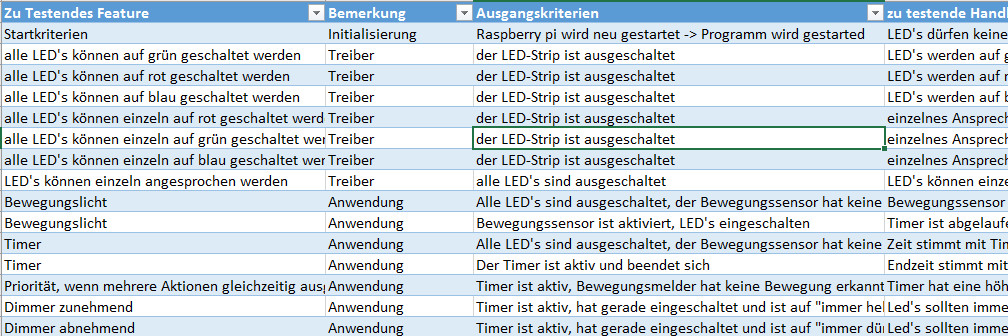 Zu Testendes Feature Bemerkung Ausgangskriterien zu testende Handl
Startkriterien Initialisierung Raspberry pi wird neu gestartet -> Programm wird gestarted LED's dürfen keine
alle LED's können auf grün geschaltet werden Treiber der LED-Strip ist ausgeschaltet LED's werden auf g
alle LED's können auf rot geschaltet werden Treiber der LED-Strip ist ausgeschaltet LED's werden auf r
alle LED's können auf blau geschaltet werden Treiber der LED-Strip ist ausgeschaltet LED's werden auf b
alle LED's können einzeln auf rot geschaltet werd Treiber der LED-Strip ist ausgeschaltet einzelnes Ansprech
alle LED's können einzeln auf grün geschaltet wer Treiber der LED-Strip ist ausgeschaltet einzelnes Ansprech
alle LED's können einzeln auf blau geschaltet wer Treiber der LED-Strip ist ausgeschaltet einzelnes Ansprech
LED's können einzeln angesprochen werden Treiber alle LED's sind ausgeschaltet LED's können einze
Bewegungslicht Anwendung Alle LED's sind ausgeschaltet, der Bewegungssensor hat keine Bewegungssensor
Bewegungslicht Anwendung Bewegungssensor ist aktiviert, LED's eingeschalten Timer ist abgelaufe
Timer Anwendung Alle LED's sind ausgeschaltet, der Bewegungssensor hat keine Zeit stimmt mit Tim
Timer Anwendung Der Timer ist aktiv und beendet sich Endzeit stimmt mit
Priorität, wenn mehrere Aktionen gleichzeitig aus Anwendung Timer ist aktiv, Bewegungsmelder hat keine Bewegung erkannt Timer hat eine höh
Dimmer zunehmend Anwendung Timer ist aktiv, hat gerade eingeschaltet und ist auf "immer hel Led's sollten imme
Dimmer abnehmend Anwendung Timer ist aktiv, hat gerade eingeschaltet und ist auf "immer dü Led's sollten imme